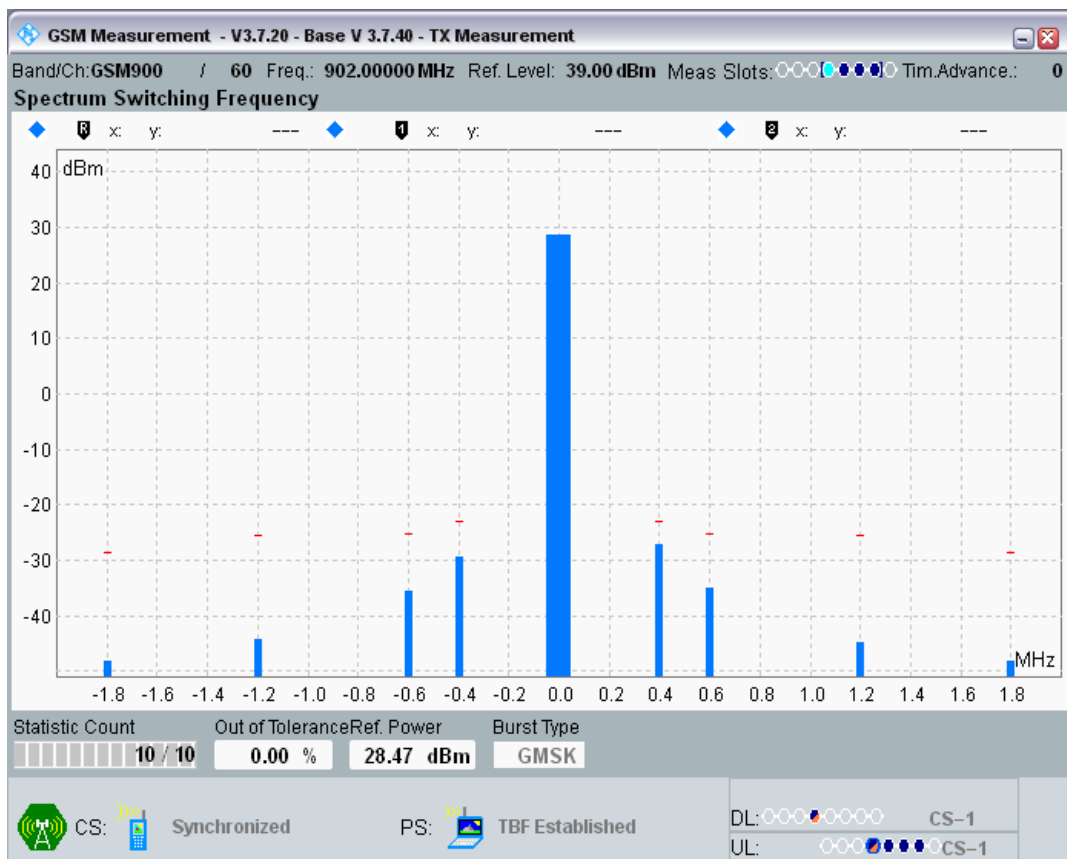 GSM Measurement - V3.7.20 - Base V 3.7.40 - TX Measurement
Band/Ch:GSM900 / 60 Freq.: 902.00000 MHz Ref. Level: 39.00 dBm Meas Slots: Tim.Advance.: 0
Spectrum Switching Frequency
R x: y: --- 1 x: y: --- 2 x: y: ---
dBm
40
30
20
10
0
-10
-20
-30
-40
MHz
-1.8 -1.6 -1.4 -1.2 -1.0 -0.8 -0.6 -0.4 -0.2 0.0 0.2 0.4 0.6 0.8 1.0 1.2 1.4 1.6 1.8
Statistic Count Out of Tolerance Ref. Power Burst Type
10 / 10 0.00 % 28.47 dBm GMSK
CS: Synchronized PS: TBF Established
DL: CS-1
UL: CS-1